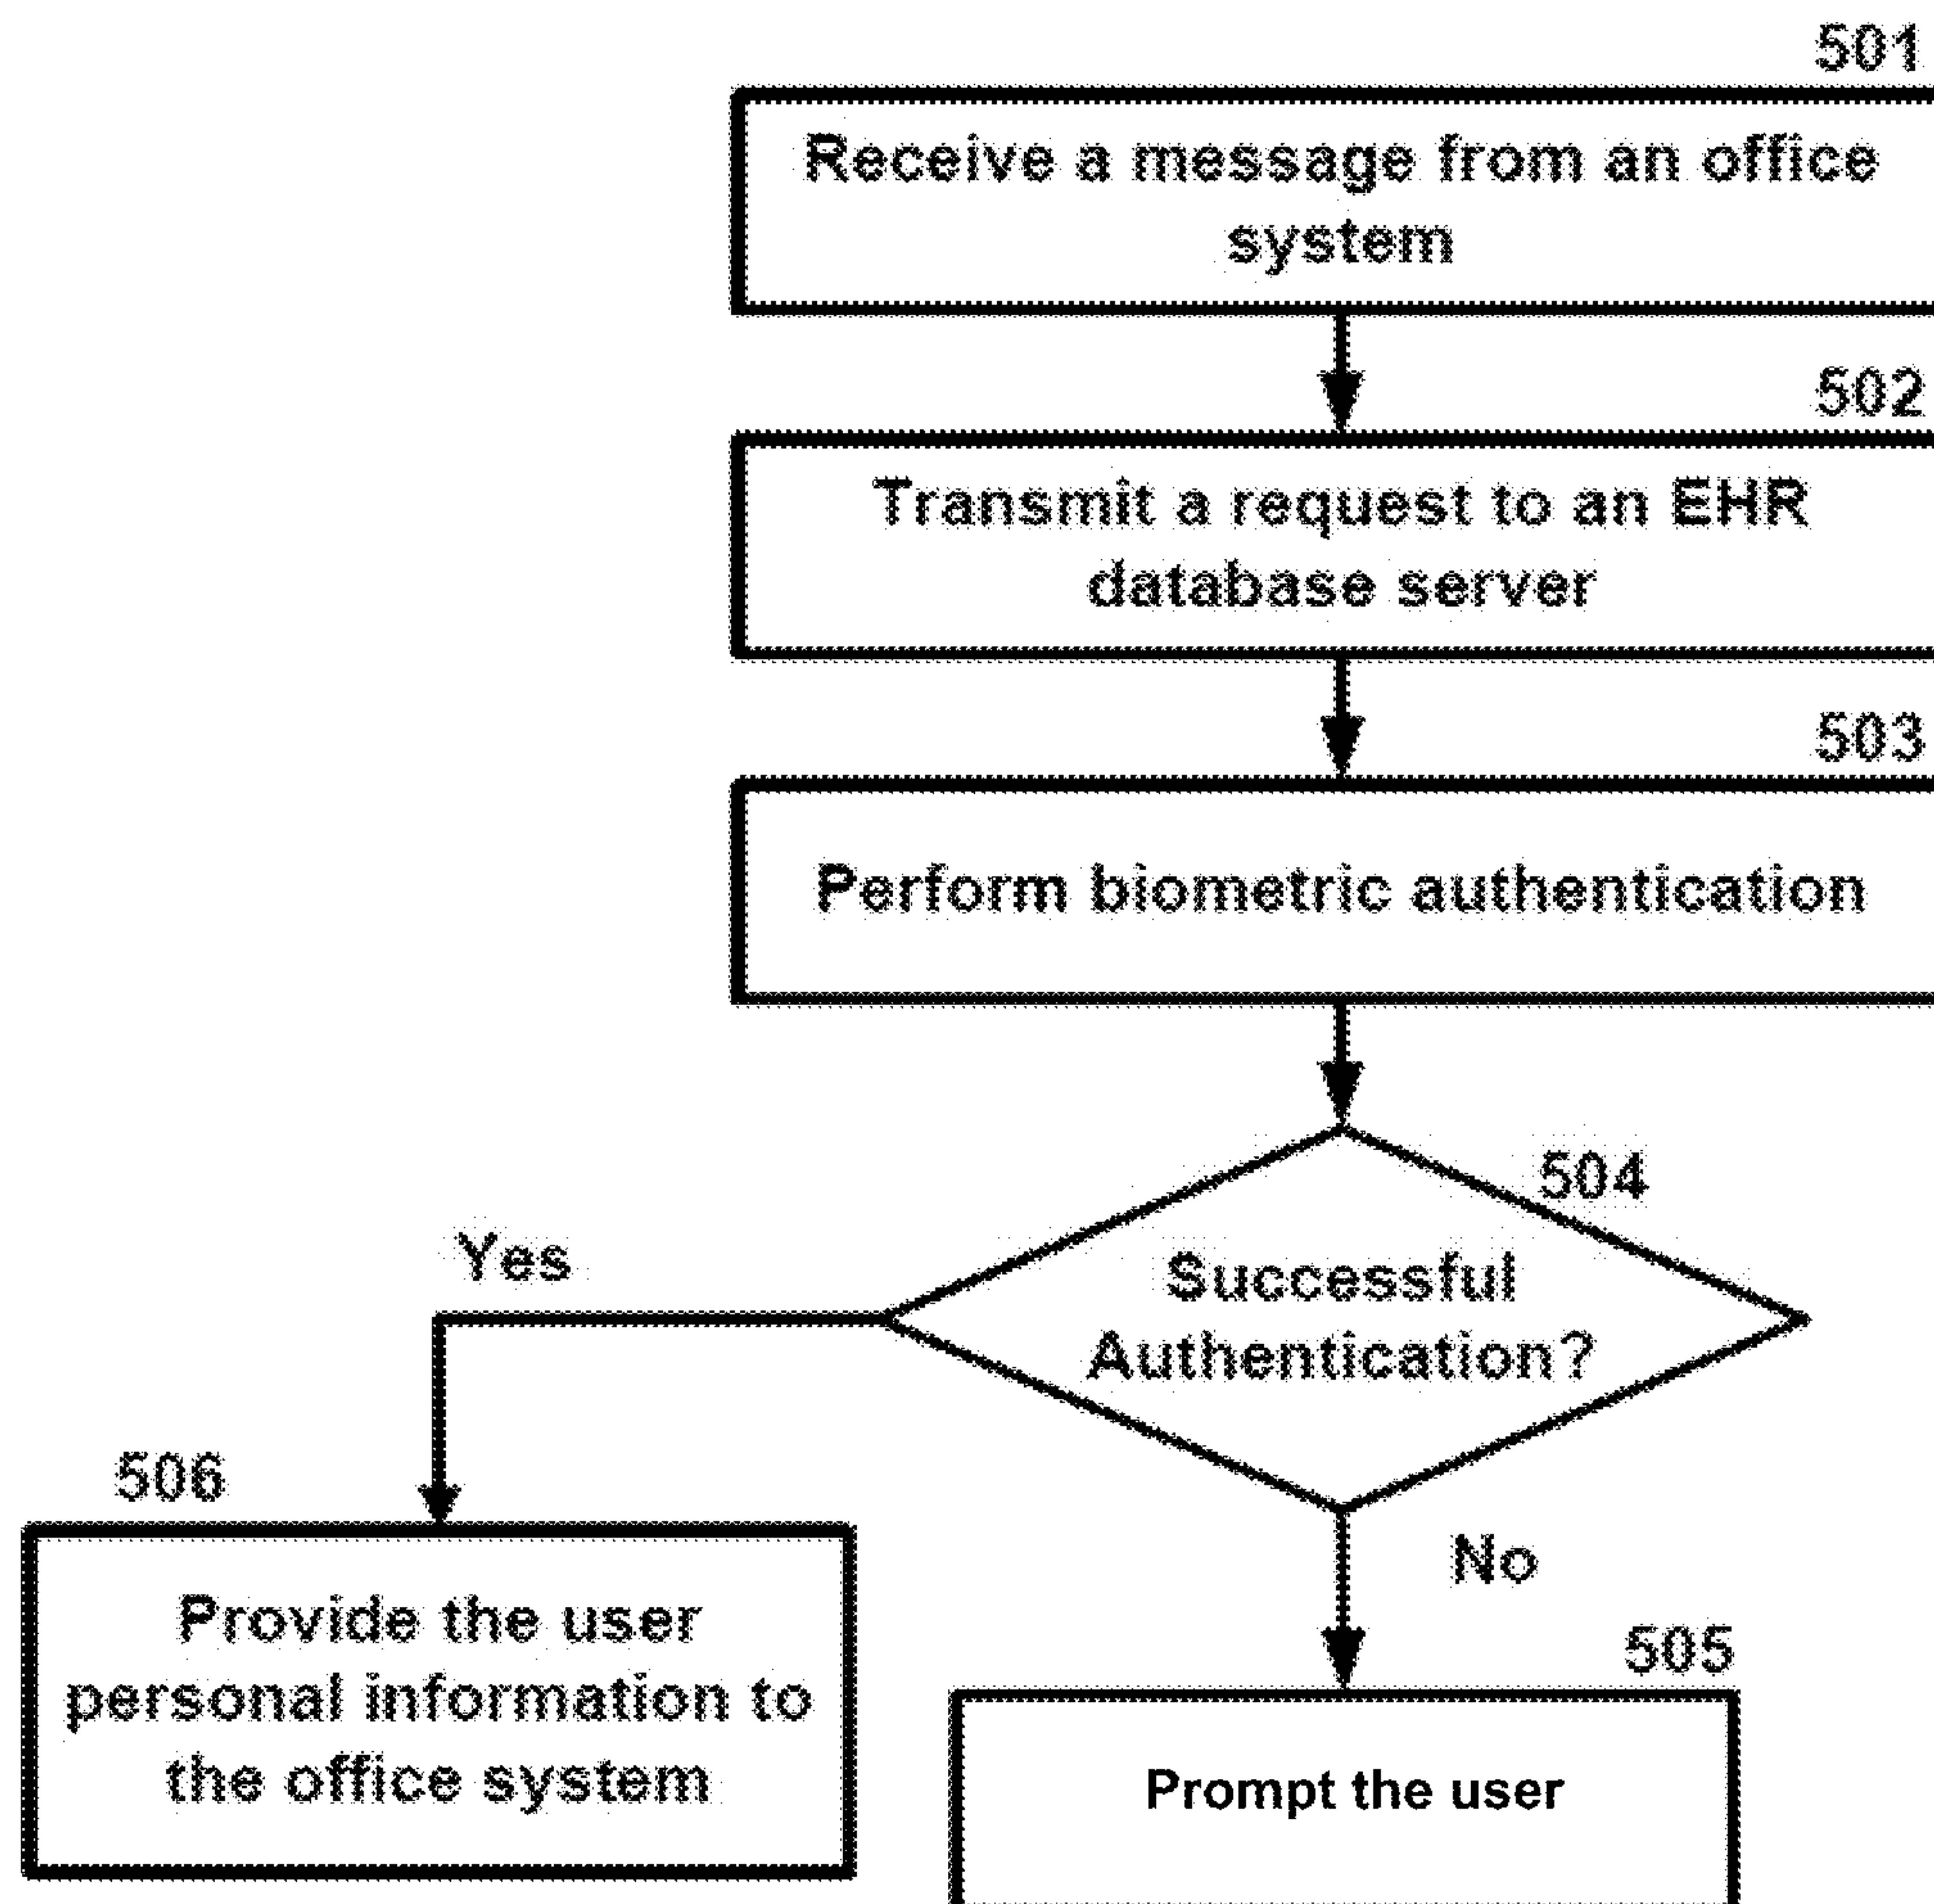 501
Receive a message from an office
system
502
Transmit a request to an EHR
database server
503
Perform biometric authentication
504
Successful
Authentication?
Yes
No
506
Provide the user
personal information to
the office system
505
Prompt the user